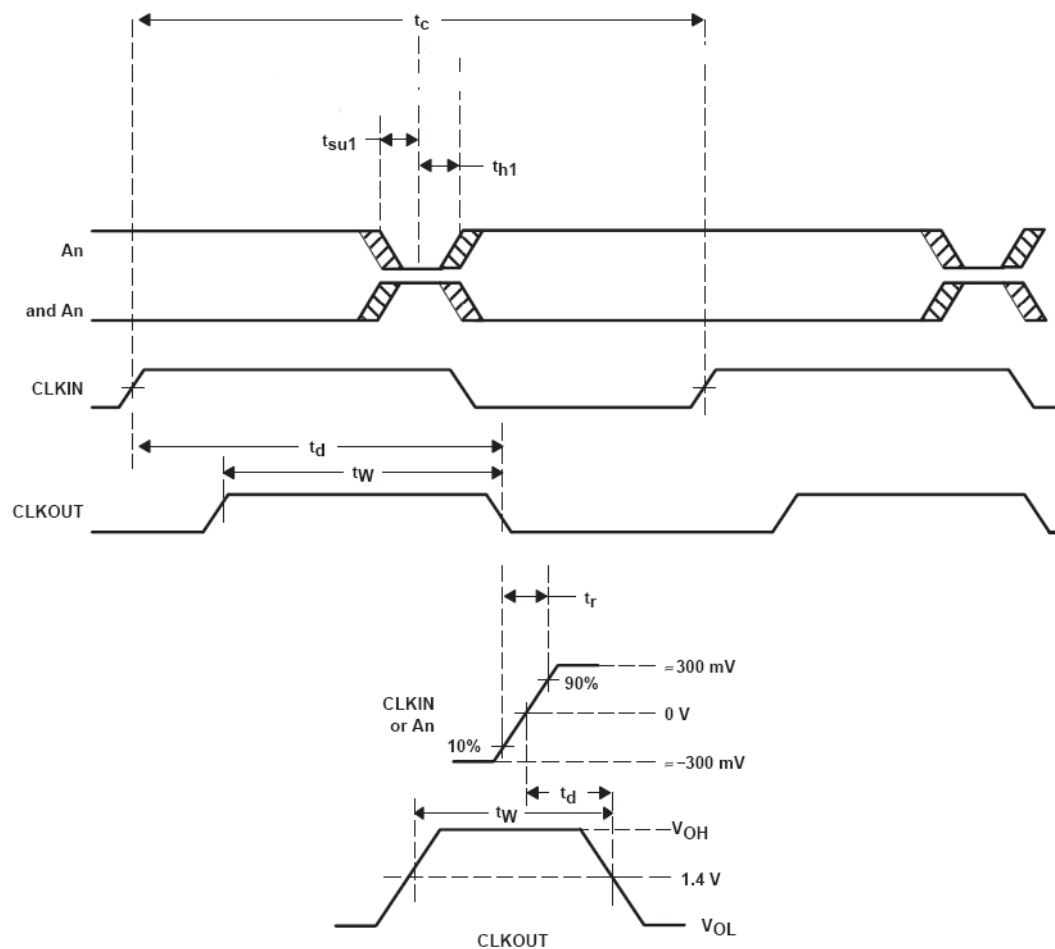 tc
tsu1
th1
An
and An
CLKIN
td
tW
CLKOUT
tr
≈ 300 mV
90%
CLKIN
or An
0 V
10%
≈ −300 mV
td
tW
VOH
1.4 V
VOL
CLKOUT